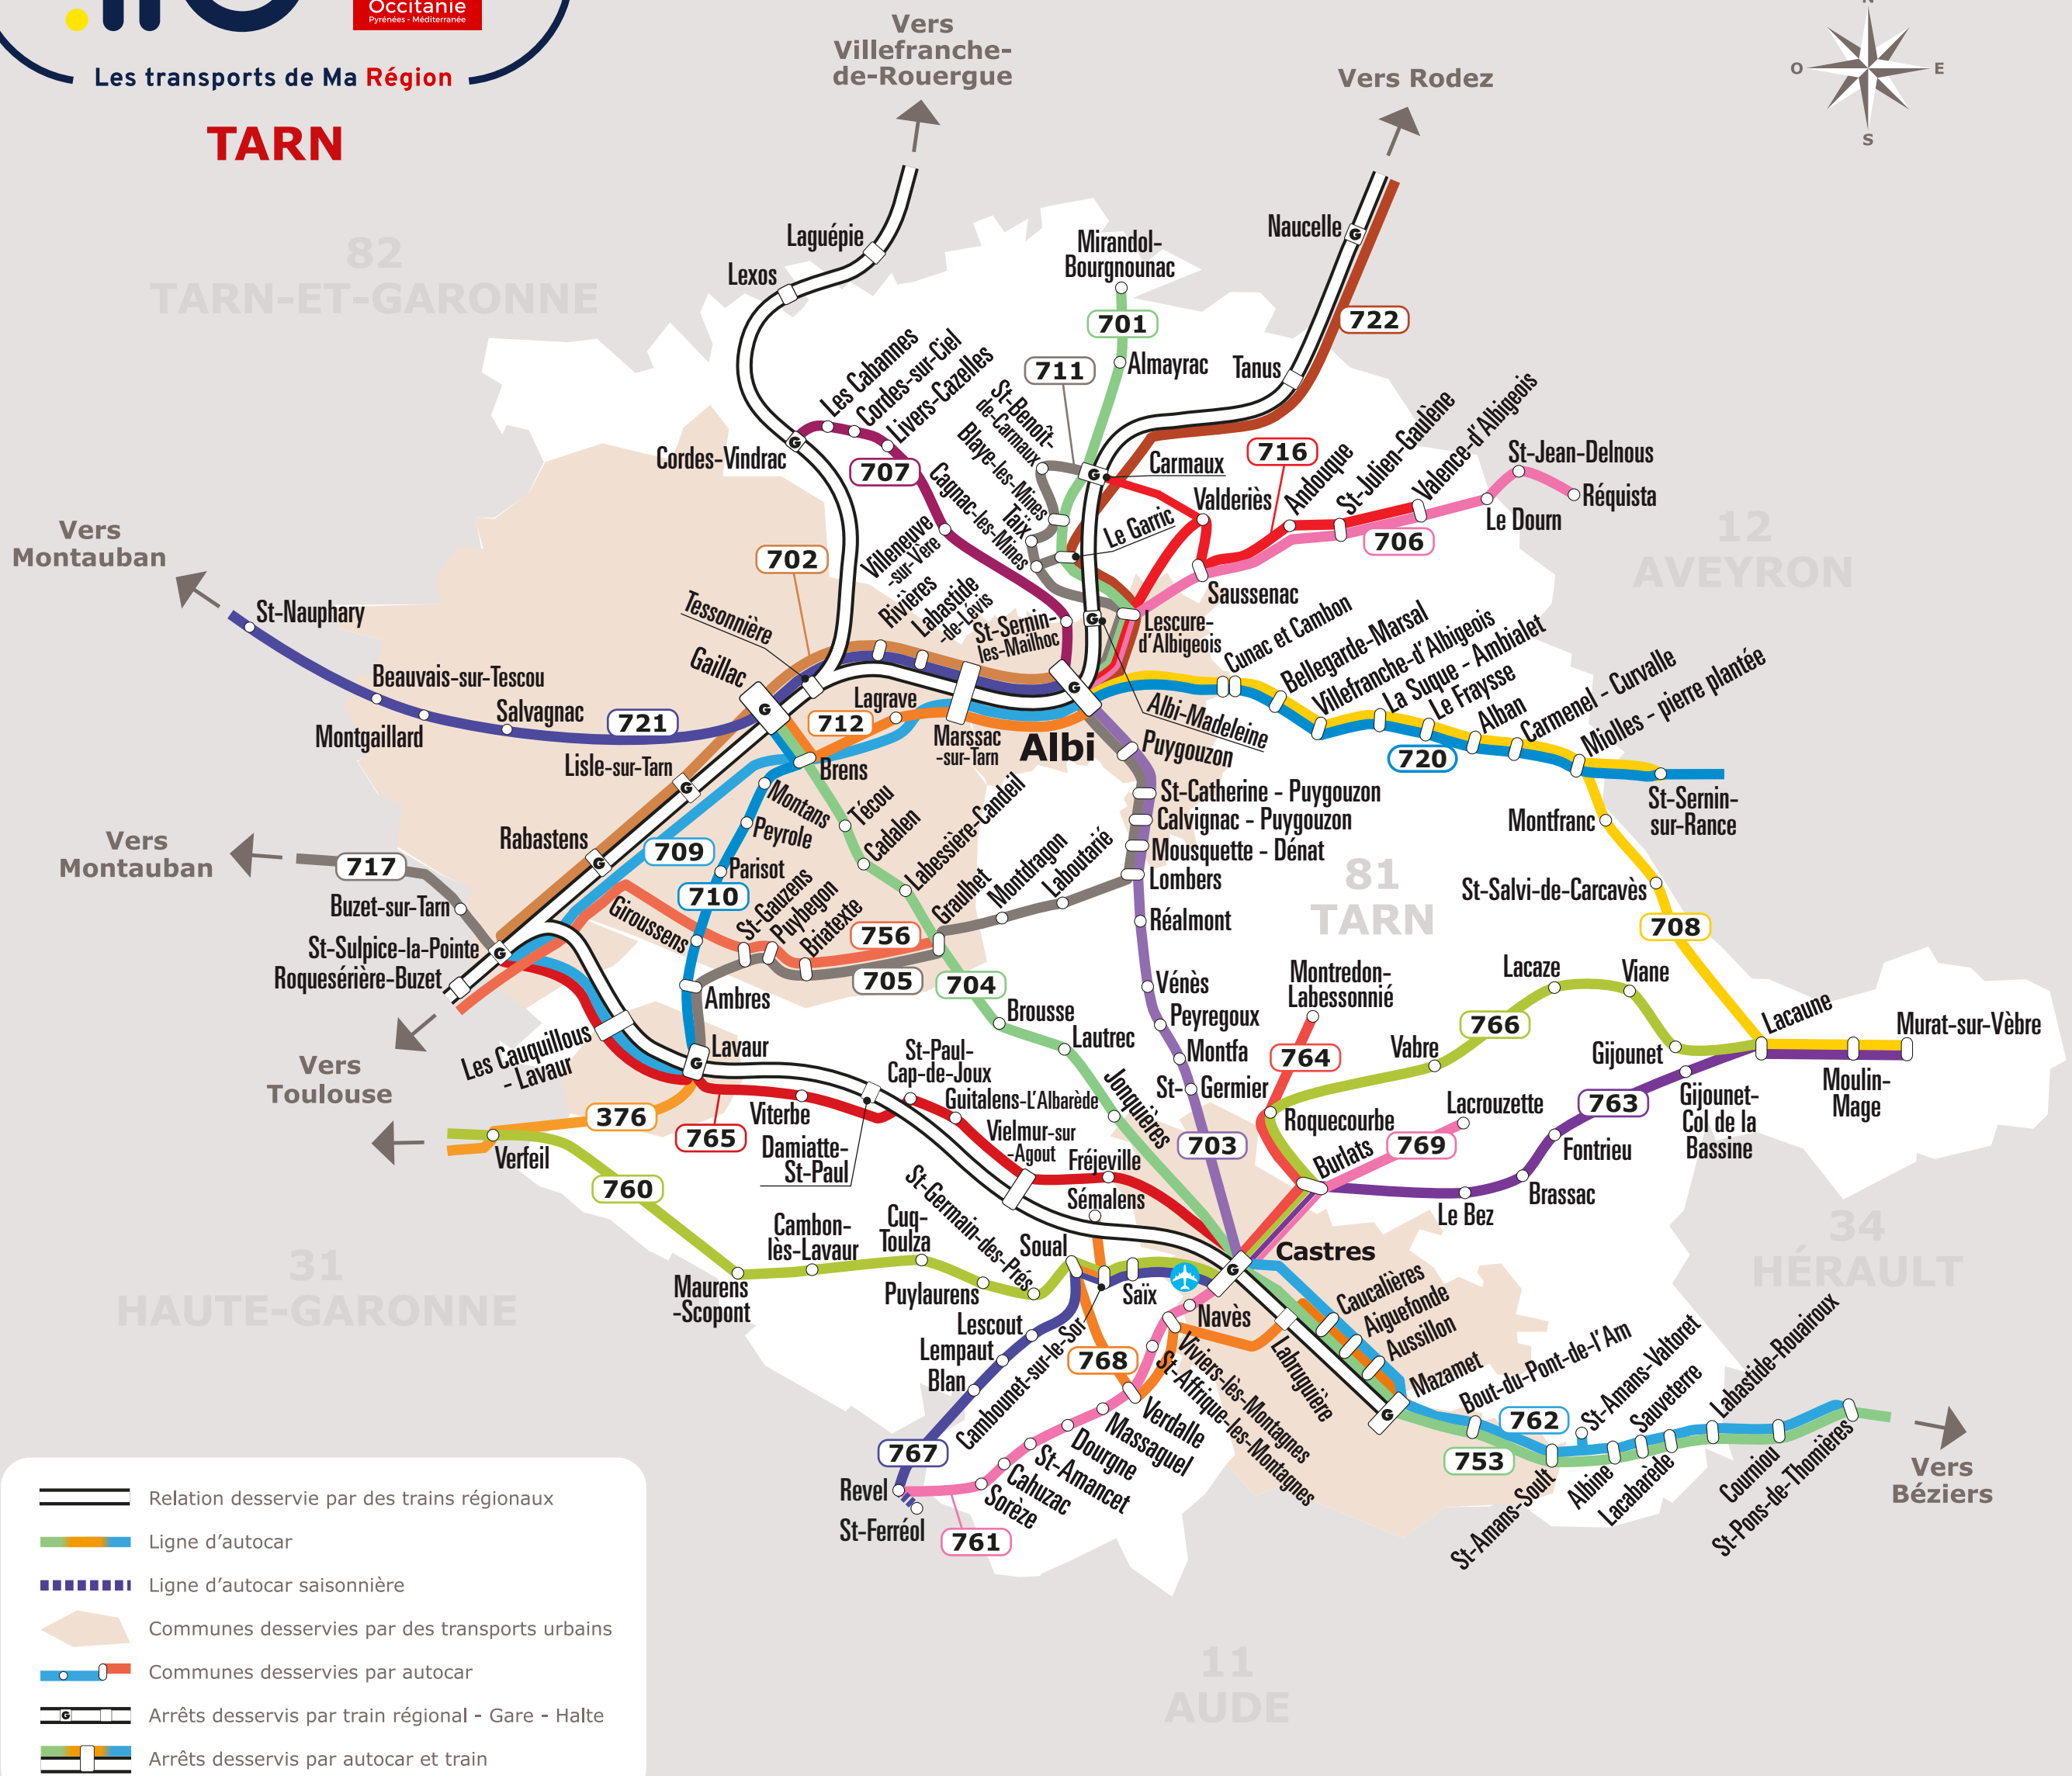 Occitanie
Pyrénées - Méditerranée
Les transports de Ma Région
TARN
Vers
Villefranche-
de-Rouergue
Vers Rodez
N
O
E
S
82
TARN-ET-GARONNE
Laguépie
Lexos
Naucelle
Mirandol-
Bourgnounac
701
722
Almayrac
711
Tanus
Les Cabannes
Cordes-sur-Ciel
Livers-Cazelles
Cordes-Vindrac
707
St-Benoît-
de-Carmaux
Blaye-les-Mines
Taïx
Cagnac-les-Mines
Carmaux
Le Garric
716
Valderiès
Andouque
St-Julien-Gaulène
Valence-d'Albigeois
St-Jean-Delnous
Réquista
Le Dourn
706
Saussenac
12
AVEYRON
Vers
Montauban
St-Nauphary
702
Villeneuve
-sur-Vère
Rivières
Labastide
-de-Lévis
St-Sernin-
les-Mailhoc
Tessonnière
Gaillac
Lescure-
d'Albigeois
Cunac et Cambon
Bellegarde-Marsal
Villefranche-d'Albigeois
La Suque - Ambialet
Le Fraysse
Alban
Carmenel - Curvalle
Miolles - pierre plantée
Beauvais-sur-Tescou
Montgaillard
Salvagnac
721
712
Lagrave
Marssac
-sur-Tarn
Albi
Albi-Madeleine
Puygouzon
720
St-Sernin-
sur-Rance
Lisle-sur-Tarn
Brens
Montans
Peyrole
Técou
Cadalen
Labessière-Candeil
St-Catherine - Puygouzon
Calvignac - Puygouzon
Mousquette - Dénat
Lombers
Montfranc
Vers
Montauban
717
Rabastens
709
Parisot
710
Graulhet
Montdragon
Laboutarié
Réalmont
81
TARN
St-Salvi-de-Carcavès
708
Buzet-sur-Tarn
St-Sulpice-la-Pointe
Roquesérière-Buzet
Giroussens
St-Gauzens
Puybegon
Briatexte
756
705
704
Ambres
Brousse
Lautrec
Vénès
Peyregoux
Montfa
St-Germier
Montredon-
Labessonnié
Lacaze
Viane
766
764
Vabre
Gijounet
Lacaune
Murat-sur-Vèbre
Moulin-
Mage
Vers
Toulouse
Les Cauquillous
- Lavaur
Lavaur
St-Paul-
Cap-de-Joux
Guitalens-L'Albarède
Jonquières
Vielmur-sur
-Agout
Fréjeville
Sémalens
376
765
Viterbe
Damiatte-
St-Paul
Verfeil
760
703
Roquecourbe
Lacrouzette
763
Gijounet-
Col de la
Bassine
769
Burlats
Fontrieu
Brassac
Le Bez
34
HÉRAULT
31
HAUTE-GARONNE
Maurens
-Scopont
Cambon-
lès-Lavaur
Cuq-
Toulza
Puylaurens
St-Germain-des-Prés
Soual
Saïx
Castres
Navès
Lescout
Lempaut
Blan
Cambounet-sur-le-Sor
768
767
Viviers-lès-Montagnes
St-Affrique-les-Montagnes
Verdalle
Massaguel
Dourgne
St-Amancet
Cahuzac
Sorèze
Revel
St-Ferréol
761
Labruguière
Caucalières
Aiguefonde
Aussillon
Mazamet
Bout-du-Pont-de-l'Arn
762
753
St-Amans-Soult
St-Amans-Valtoret
Albine
Sauveterre
Lacabarède
Labastide-Rouairoux
Courniou
St-Pons-de-Thomières
Vers
Béziers
11
AUDE
Relation desservie par des trains régionaux
Ligne d'autocar
Ligne d'autocar saisonnière
Communes desservies par des transports urbains
Communes desservies par autocar
G
Arrêts desservis par train régional - Gare - Halte
Arrêts desservis par autocar et train